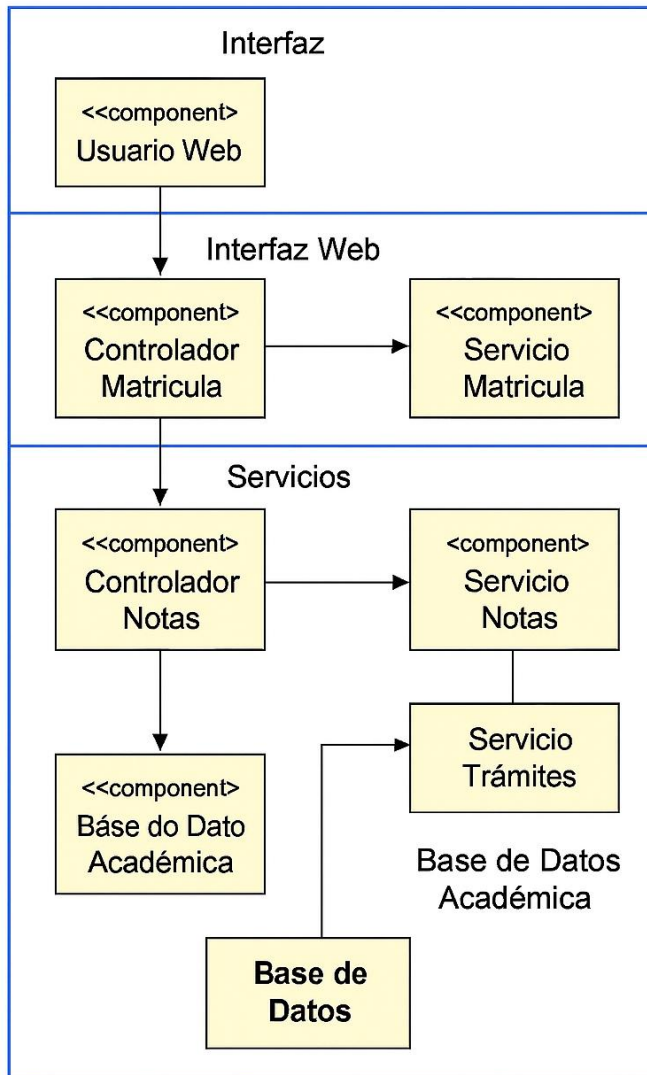 Interfaz
<<component>
Usuario Web
Interfaz Web
<<component>
Controlador
Matricula
<<component>
Servicio
Matricula
Servicios
<<component>
Controlador
Notas
<component>
Servicio
Notas
Servicio
Trámites
<<component>
Báse do Dato
Académica
Base de Datos
Académica
Base de
Datos